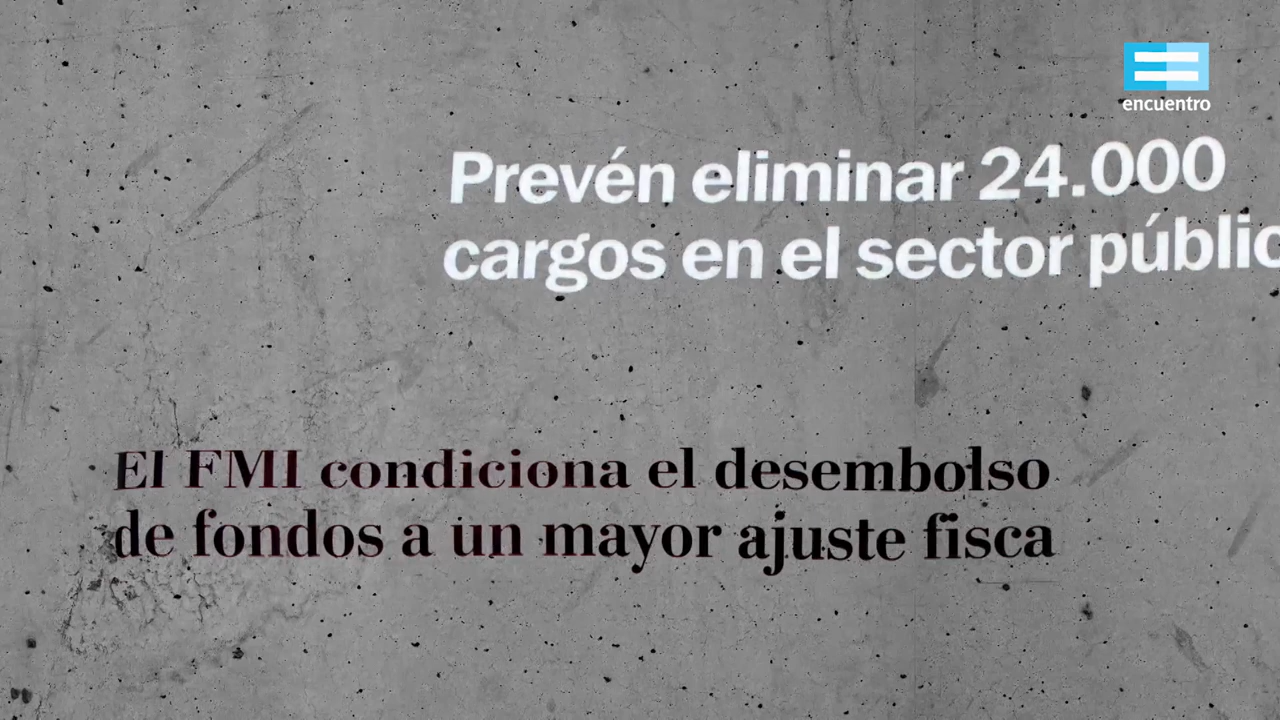 encuentro
Prevén eliminar 24.000
cargos en el sector públic
El FMI condiciona el desembolso
de fondos a un mayor ajuste fisca